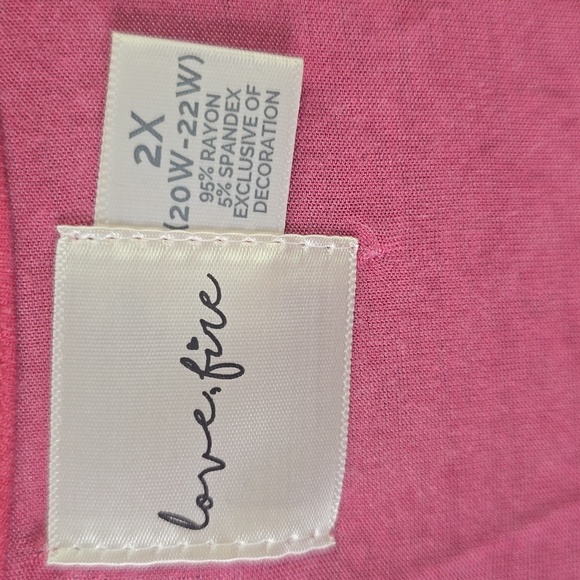 2X
(20W-22W)
95% RAYON
5% SPANDEX
EXCLUSIVE OF
DECORATION
love, fire